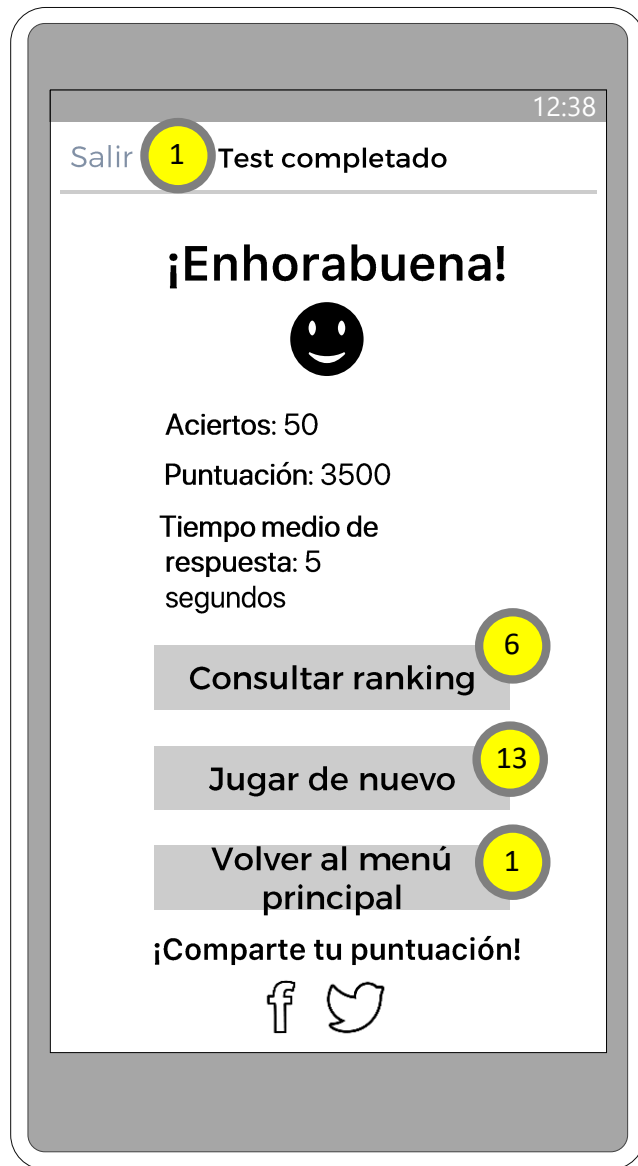 12:38
Salir 1 Test completado
¡Enhorabuena!
Aciertos: 50
Puntuación: 3500
Tiempo medio de
respuesta: 5
segundos
6
Consultar ranking
13
Jugar de nuevo
Volver al menú
1
principal
¡Comparte tu puntuación!